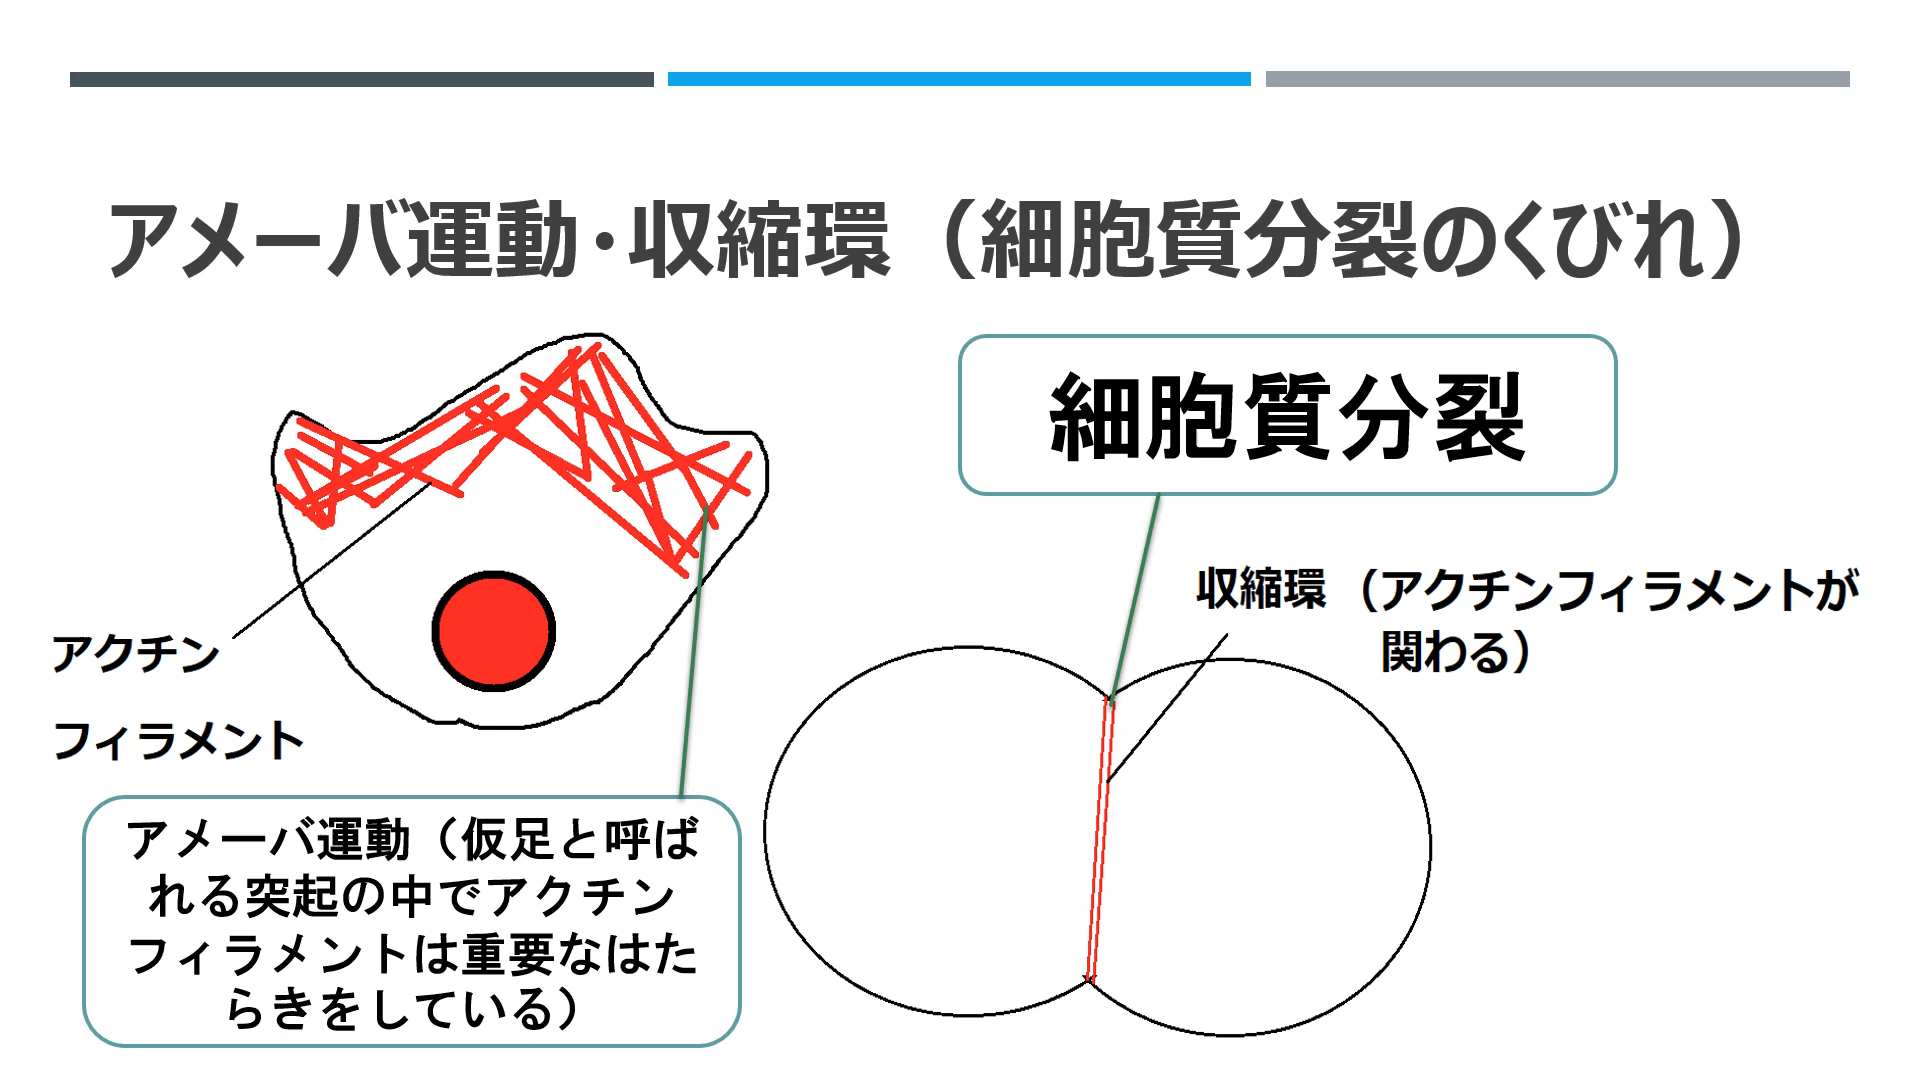 アメーバ運動・収縮環（細胞質分裂のくびれ）
細胞質分裂
収縮環（アクチンフィラメントが
関わる）
アクチン
フィラメント
アメーバ運動（仮足と呼ば
れる突起の中でアクチン
フィラメントは重要なはた
らきをしている）